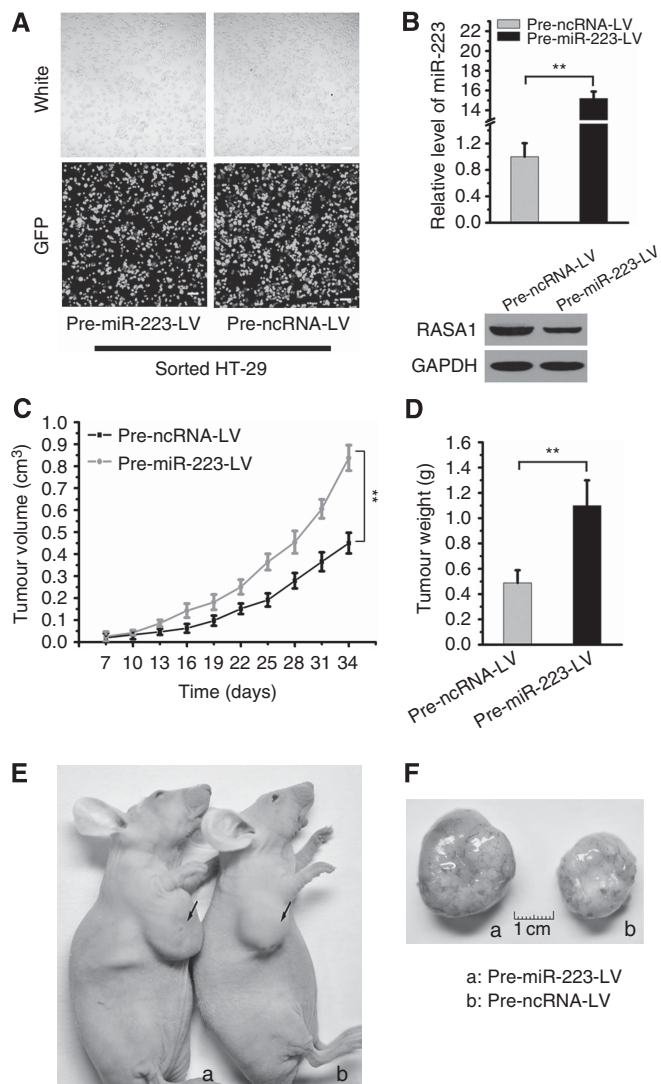 A
White
GFP
Pre-miR-223-LV Pre-ncRNA-LV
Sorted HT-29
B
Pre-ncRNA-LV
Pre-miR-223-LV
Relative level of miR-223
22
20
18
16
14
1.2
0.8
0.4
0.0
**
Pre-ncRNA-LV
Pre-miR-223-LV
RASA1
GAPDH
C
Pre-ncRNA-LV
Pre-miR-223-LV
Tumour volume (cm3)
1.0
0.9
0.8
0.7
0.6
0.5
0.4
0.3
0.2
0.1
0.0
**
7 10 13 16 19 22 25 28 31 34
Time (days)
D
Tumour weight (g)
1.6
1.4
1.2
1.0
0.8
0.6
0.4
0.2
0.0
**
Pre-ncRNA-LV
Pre-miR-223-LV
E
a b
F
a 1 cm b
a: Pre-miR-223-LV
b: Pre-ncRNA-LV